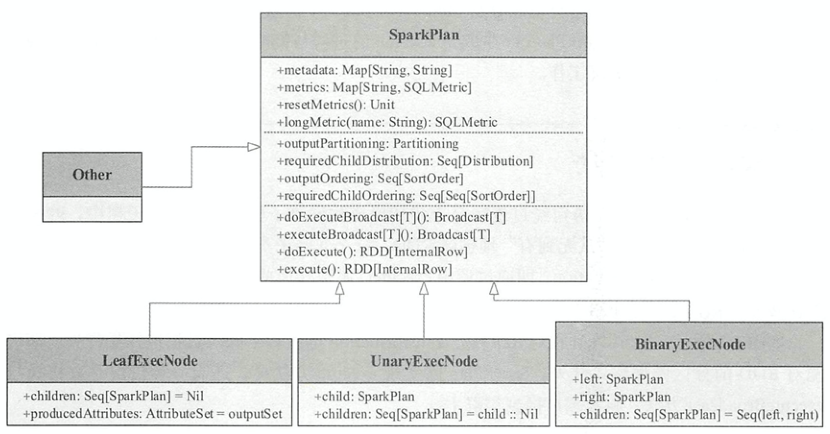 SparkPlan
+metadata: Map[String, String]
+metrics: Map[String, SQLMetric]
+resetMetrics(): Unit
+longMetric(name: String): SQLMetric
+outputPartitioning: Partitioning
+requiredChildDistribution: Seq[Distribution]
+outputOrdering: Seq[SortOrder]
+requiredChildOrdering: Seq[Seq[SortOrder]]
+doExecuteBroadcast[T](): Broadcast[T]
+executeBroadcast[T](): Broadcast[T]
+doExecute(): RDD[InternalRow]
+execute(): RDD[InternalRow]
Other
LeafExecNode
+children: Seq[SparkPlan] = Nil
+producedAttributes: AttributeSet = outputSet
UnaryExecNode
+child: SparkPlan
+children: Seq[SparkPlan] = child :: Nil
BinaryExecNode
+left: SparkPlan
+right: SparkPlan
+children: Seq[SparkPlan] = Seq(left, right)